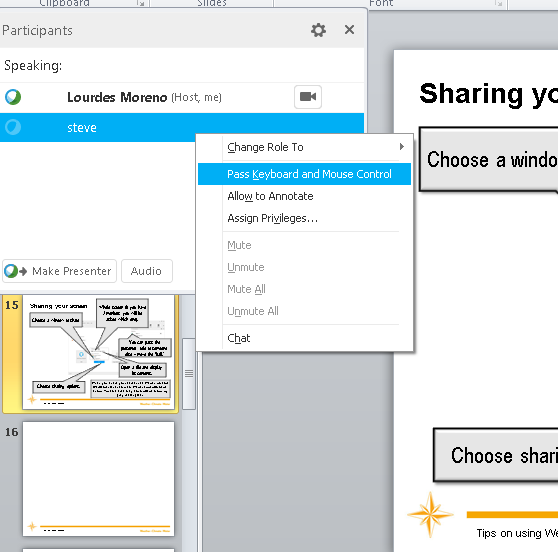 Clipboard
Slides
Font
Participants
Speaking:
Lourdes Moreno (Host, me)
steve
Change Role To
Pass Keyboard and Mouse Control
Allow to Annotate
Assign Privileges...
Mute
Unmute
Mute All
Unmute All
Chat
Make Presenter
Audio
15
Sharing your screen
16
Sharing yo
Choose a windo
Choose shari
Tips on using We